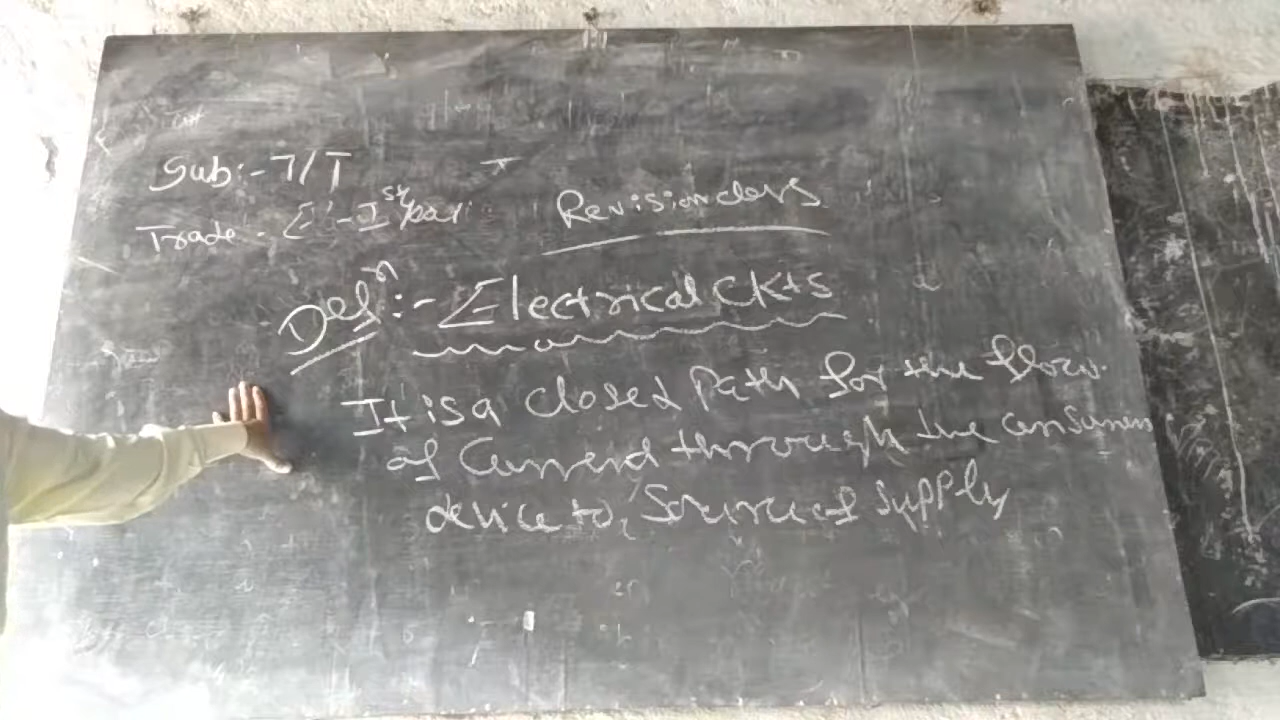 Sub:- T/T
Trade - E'-Ist year
Revision class
Defn:- Electrical Ckts
It is a closed path for the flow.
of Current through the consumer
device to Source of supply